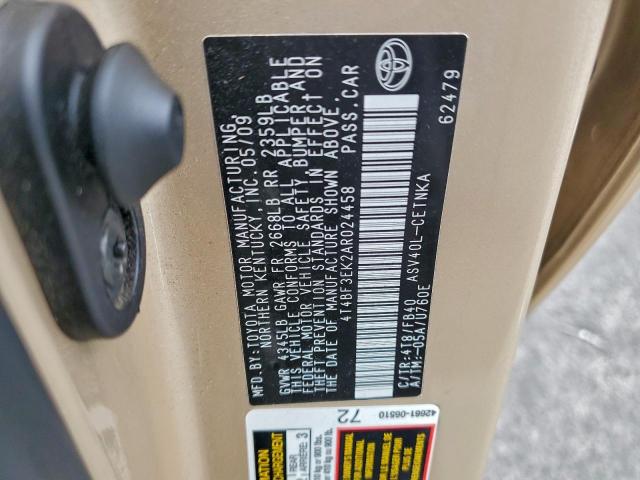 MFD.BY: TOYOTA MOTOR MANUFACTURING,
NORTHERN KENTUCKY, INC. 05/09
GVWR 4345LB GAWR FR 2668LB RR 2359LB
THIS VEHICLE CONFORMS TO ALL APPLICABLE
FEDERAL MOTOR VEHICLE SAFETY, BUMPER AND
THEFT PREVENTION STANDARDS IN EFFECT ON
THE DATE OF MANUFACTURE SHOWN ABOVE.
4T4BF3EK2AR024458 PASS.CAR
C/TR:4T8/FB40 ASV40L-CETNKA
A/TM:-05A/U760E
62479
72
42661-06510
3